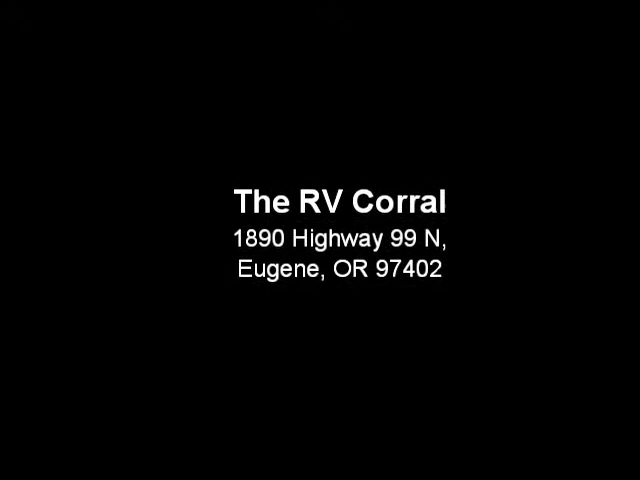 The RV Corral
1890 Highway 99 N,
Eugene, OR 97402